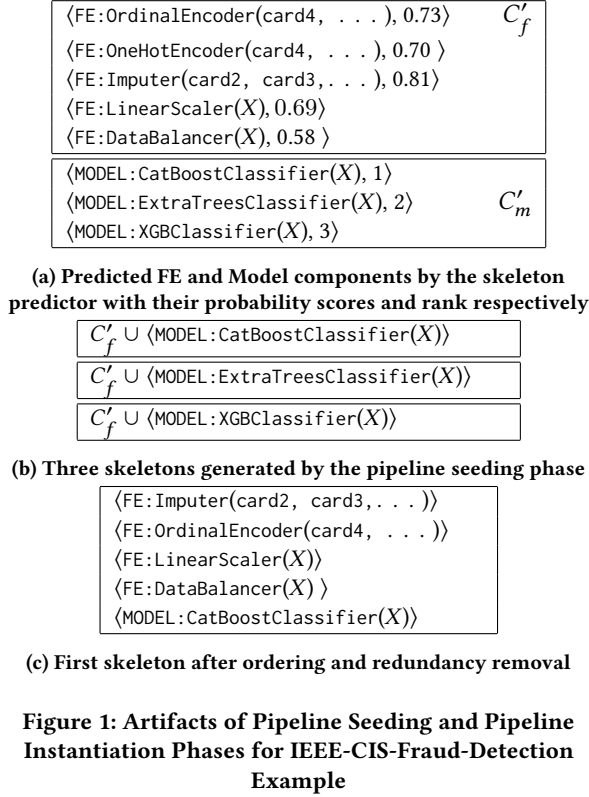 ⟨FE:OrdinalEncoder(card4, . . . ), 0.73⟩ C′f
⟨FE:OneHotEncoder(card4, . . . ), 0.70 ⟩
⟨FE:Imputer(card2, card3,. . . ), 0.81⟩
⟨FE:LinearScaler(X), 0.69⟩
⟨FE:DataBalancer(X), 0.58 ⟩
⟨MODEL:CatBoostClassifier(X), 1⟩
⟨MODEL:ExtraTreesClassifier(X), 2⟩ C′m
⟨MODEL:XGBClassifier(X), 3⟩
(a) Predicted FE and Model components by the skeleton
predictor with their probability scores and rank respectively
C′f ∪ ⟨MODEL:CatBoostClassifier(X)⟩
C′f ∪ ⟨MODEL:ExtraTreesClassifier(X)⟩
C′f ∪ ⟨MODEL:XGBClassifier(X)⟩
(b) Three skeletons generated by the pipeline seeding phase
⟨FE:Imputer(card2, card3,. . . )⟩
⟨FE:OrdinalEncoder(card4, . . . )⟩
⟨FE:LinearScaler(X)⟩
⟨FE:DataBalancer(X) ⟩
⟨MODEL:CatBoostClassifier(X)⟩
(c) First skeleton after ordering and redundancy removal
Figure 1: Artifacts of Pipeline Seeding and Pipeline
Instantiation Phases for IEEE-CIS-Fraud-Detection
Example